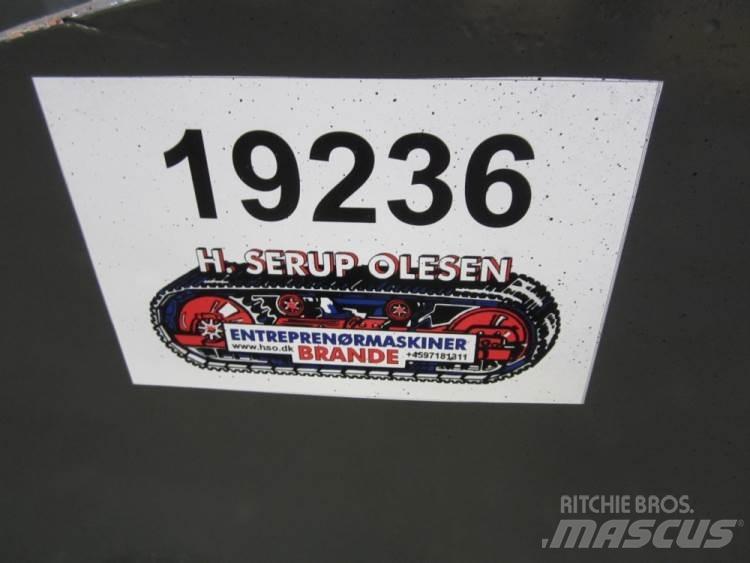 19236
H. SERUP OLESEN
ENTREPRENØRMASKINER
www.hso.dk BRANDE +4597181311
RITCHIE BROS.
MASCUS